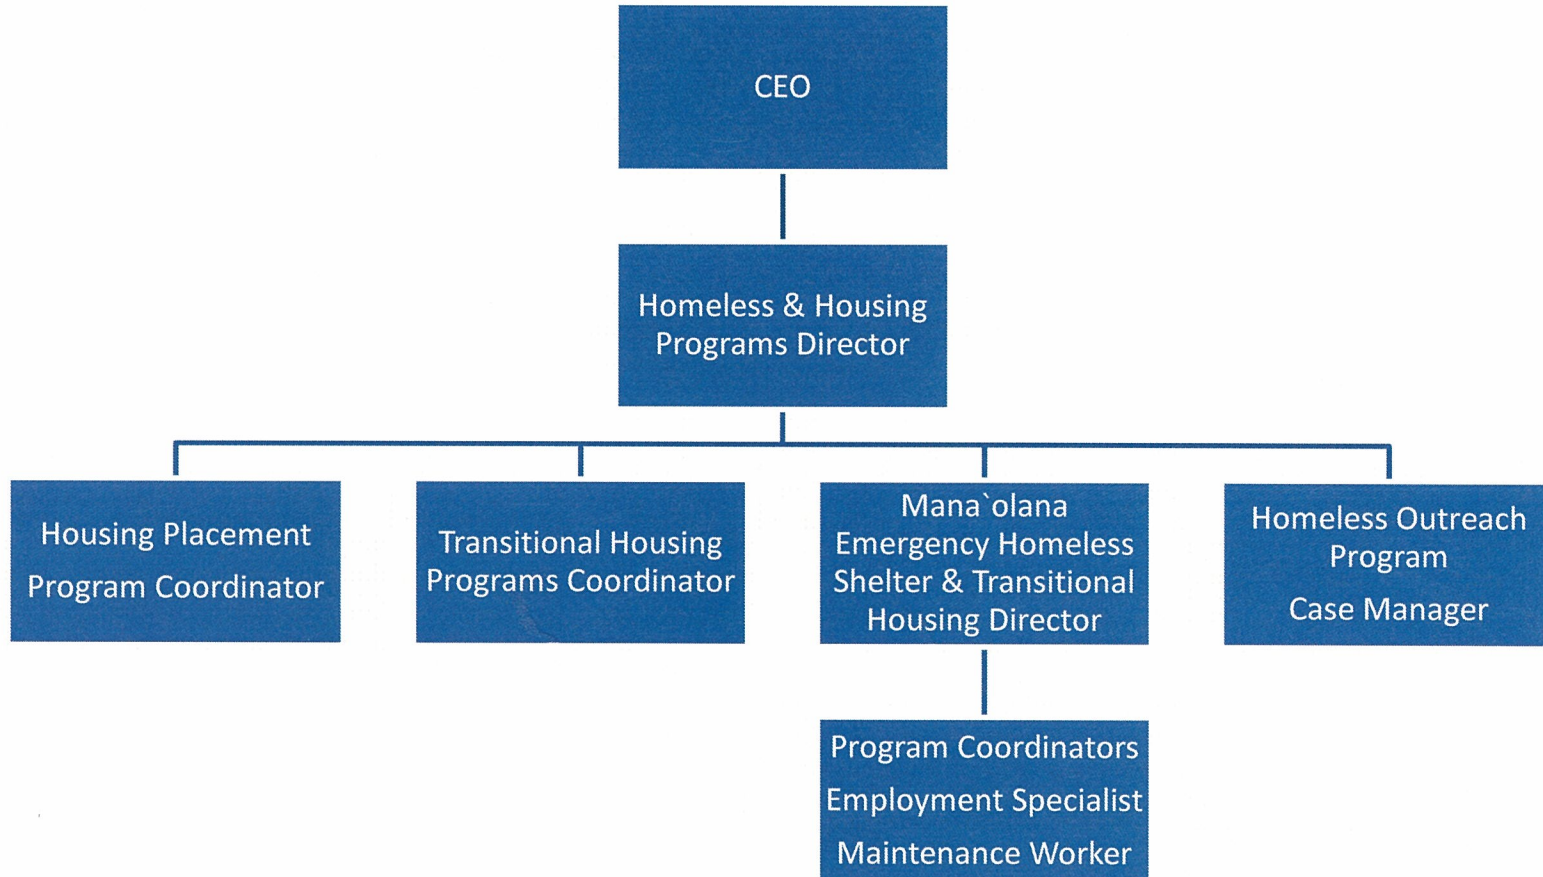 CEO
Homeless & Housing
Programs Director
Housing Placement
Program Coordinator
Transitional Housing
Programs Coordinator
Mana`olana
Emergency Homeless
Shelter & Transitional
Housing Director
Homeless Outreach
Program
Case Manager
Program Coordinators
Employment Specialist
Maintenance Worker